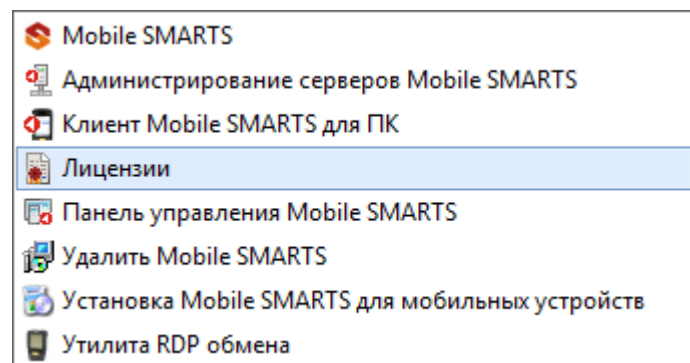 Mobile SMARTS
Администрирование серверов Mobile SMARTS
Клиент Mobile SMARTS для ПК
Лицензии
Панель управления Mobile SMARTS
Удалить Mobile SMARTS
Установка Mobile SMARTS для мобильных устройств
Утилита RDP обмена